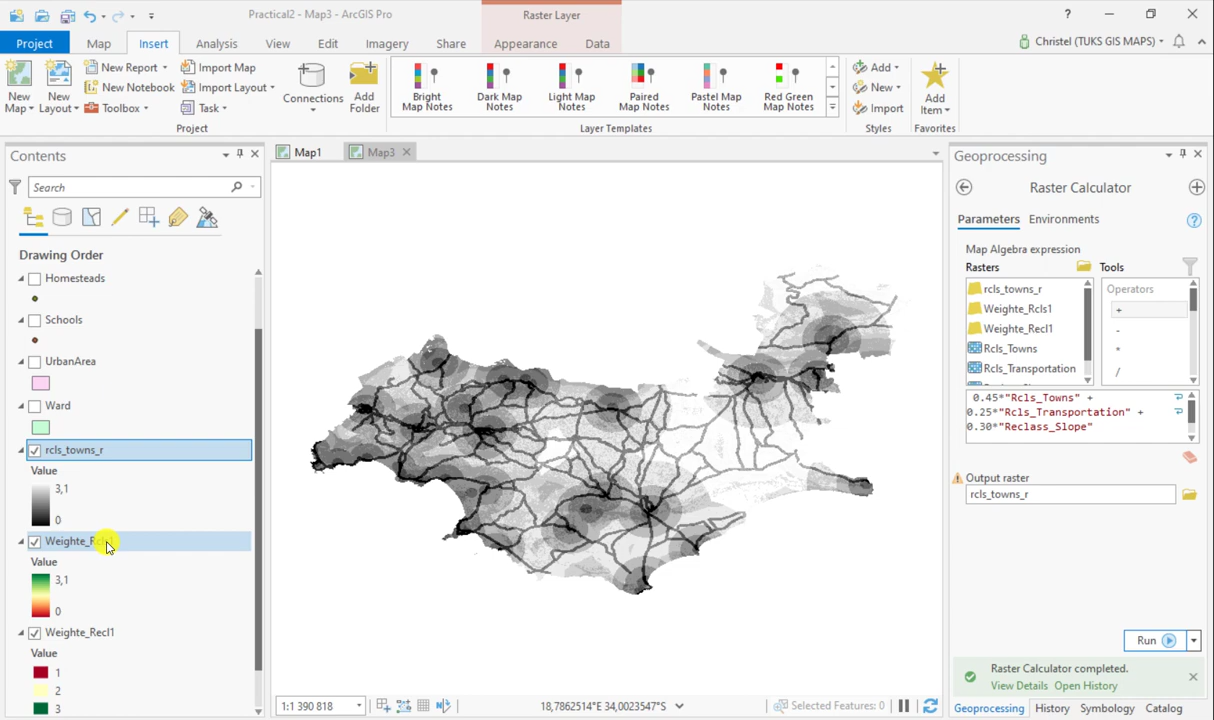 Practical2 - Map3 - ArcGIS Pro
Raster Layer
?
Project
Map
Insert
Analysis
View
Edit
Imagery
Share
Appearance
Data
Christel (TUKS GIS MAPS)
New Map
New Layout
New Report
New Notebook
Toolbox
Import Map
Import Layout
Task
Connections
Add Folder
Project
Bright Map Notes
Dark Map Notes
Light Map Notes
Paired Map Notes
Pastel Map Notes
Red Green Map Notes
Layer Templates
Add
New
Import
Styles
Add Item
Favorites
Contents
Search
Drawing Order
Homesteads
Schools
UrbanArea
Ward
rcls_towns_r
Value
3,1
0
Weighte_Rcls1
Value
3,1
0
Weighte_Recl1
Value
1
2
3
Map1
Map3
1:1 390 818
18,7862514°E 34,0023547°S
Selected Features: 0
Geoprocessing
Raster Calculator
Parameters
Environments
?
Map Algebra expression
Rasters
Tools
rcls_towns_r
Weighte_Rcls1
Weighte_Recl1
Rcls_Towns
Rcls_Transportation
Operators
+
-
*
/
0.45*"Rcls_Towns" +
0.25*"Rcls_Transportation" +
0.30*"Reclass_Slope"
Output raster
rcls_towns_r
Run
Raster Calculator completed.
View Details Open History
Geoprocessing
History
Symbology
Catalog